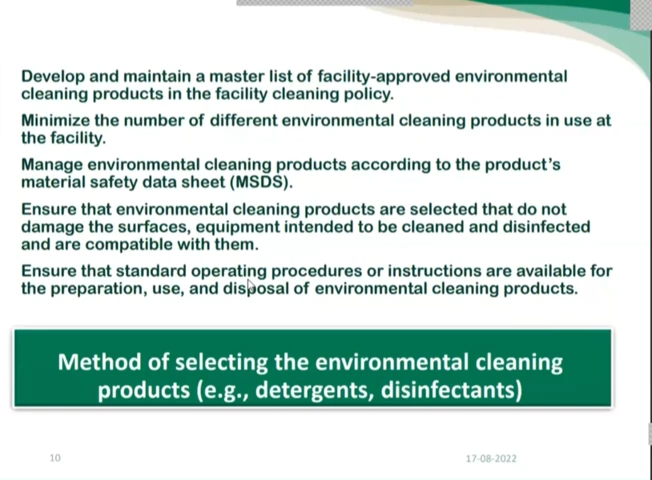 Develop and maintain a master list of facility-approved environmental
cleaning products in the facility cleaning policy.
Minimize the number of different environmental cleaning products in use at
the facility.
Manage environmental cleaning products according to the product's
material safety data sheet (MSDS).
Ensure that environmental cleaning products are selected that do not
damage the surfaces, equipment intended to be cleaned and disinfected
and are compatible with them.
Ensure that standard operating procedures or instructions are available for
the preparation, use, and disposal of environmental cleaning products.
Method of selecting the environmental cleaning
products (e.g., detergents, disinfectants)
10
17-08-2022